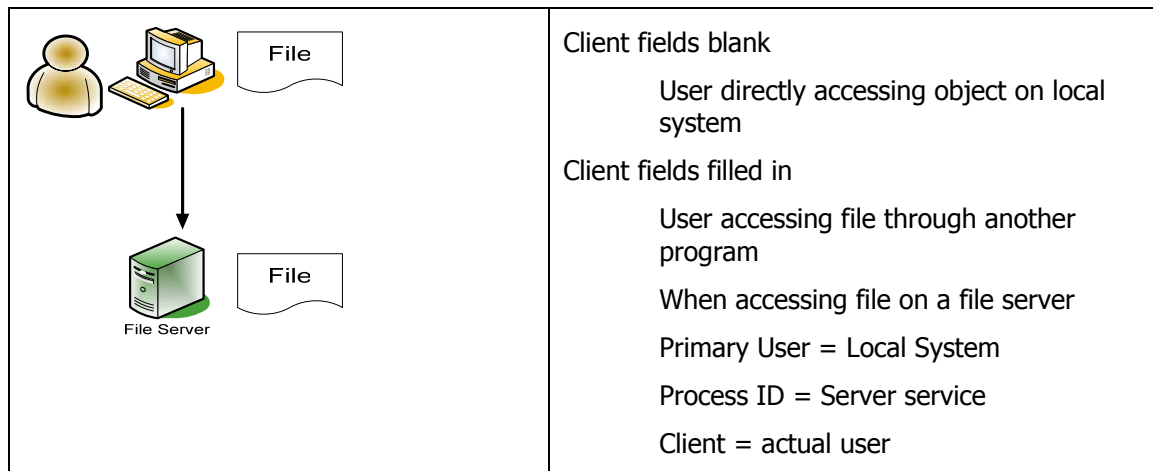 File
File
File Server
Client fields blank
User directly accessing object on local
system
Client fields filled in
User accessing file through another
program
When accessing file on a file server
Primary User = Local System
Process ID = Server service
Client = actual user